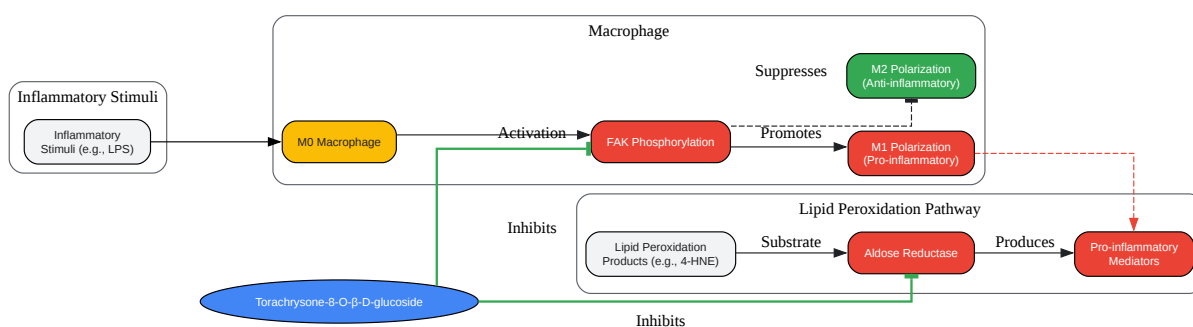 Macrophage
Inflammatory Stimuli
Inflammatory
Stimuli (e.g., LPS)
M0 Macrophage
Activation
FAK Phosphorylation
Suppresses
M2 Polarization
(Anti-inflammatory)
Promotes
M1 Polarization
(Pro-inflammatory)
Lipid Peroxidation Pathway
Inhibits
Lipid Peroxidation
Products (e.g., 4-HNE)
Substrate
Aldose Reductase
Produces
Pro-inflammatory
Mediators
Torachrysone-8-O-β-D-glucoside
Inhibits